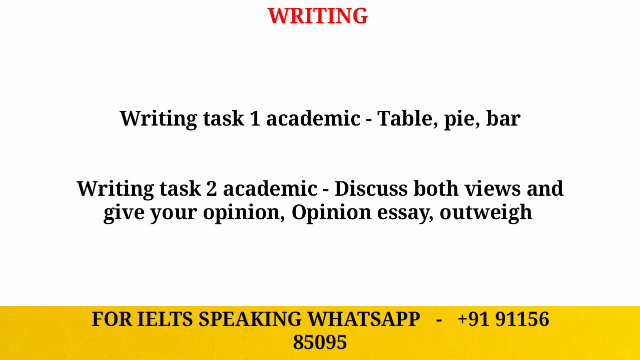 WRITING
Writing task 1 academic - Table, pie, bar
Writing task 2 academic - Discuss both views and
give your opinion, Opinion essay, outweigh
FOR IELTS SPEAKING WHATSAPP - +91 91156
85095